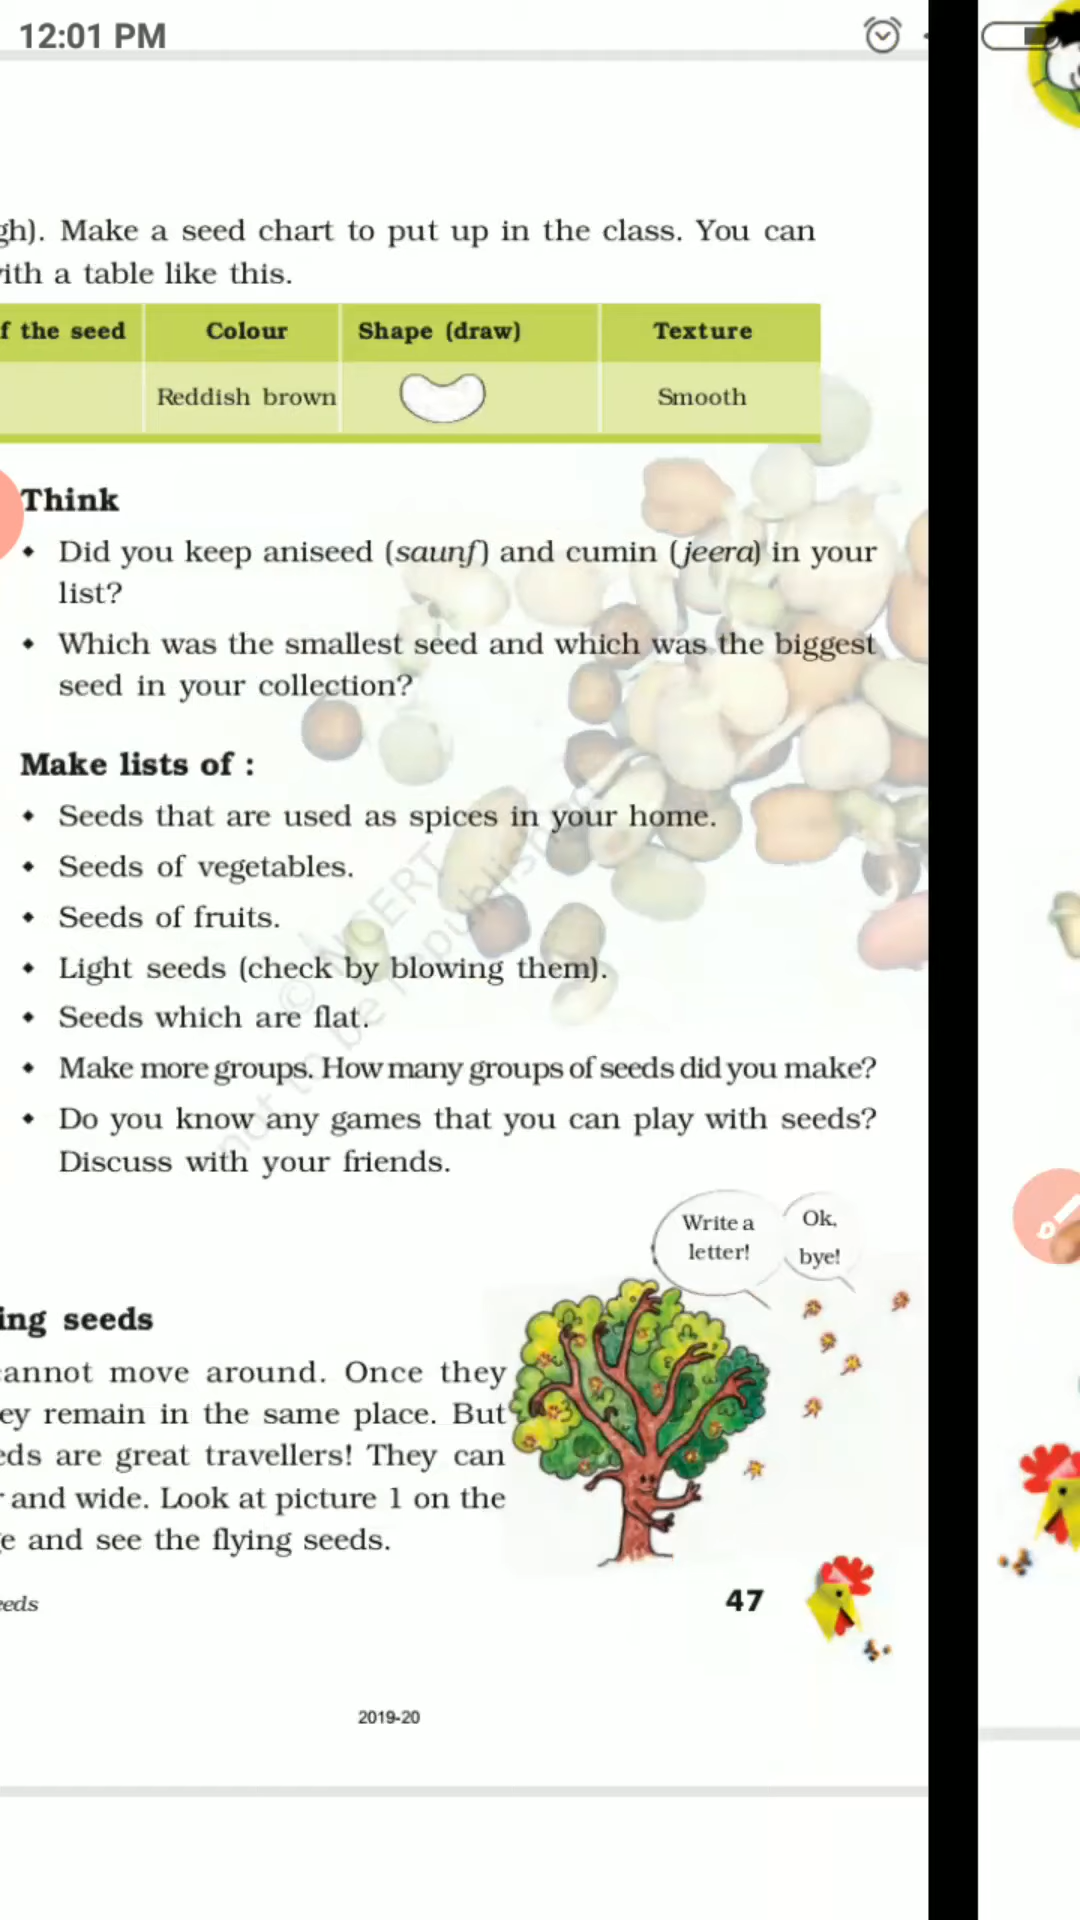 12:01 PM
gh). Make a seed chart to put up in the class. You can
with a table like this.
f the seed Colour Shape (draw) Texture
Reddish brown Smooth
Think
• Did you keep aniseed (saunf) and cumin (jeera) in your
list?
• Which was the smallest seed and which was the biggest
seed in your collection?
Make lists of :
• Seeds that are used as spices in your home.
• Seeds of vegetables.
• Seeds of fruits.
• Light seeds (check by blowing them).
• Seeds which are flat.
• Make more groups. How many groups of seeds did you make?
• Do you know any games that you can play with seeds?
Discuss with your friends.
© NCERT
not to be republished
Write a
letter!
Ok,
bye!
ing seeds
cannot move around. Once they
ey remain in the same place. But
eds are great travellers! They can
r and wide. Look at picture 1 on the
e and see the flying seeds.
eeds
47
2019-20